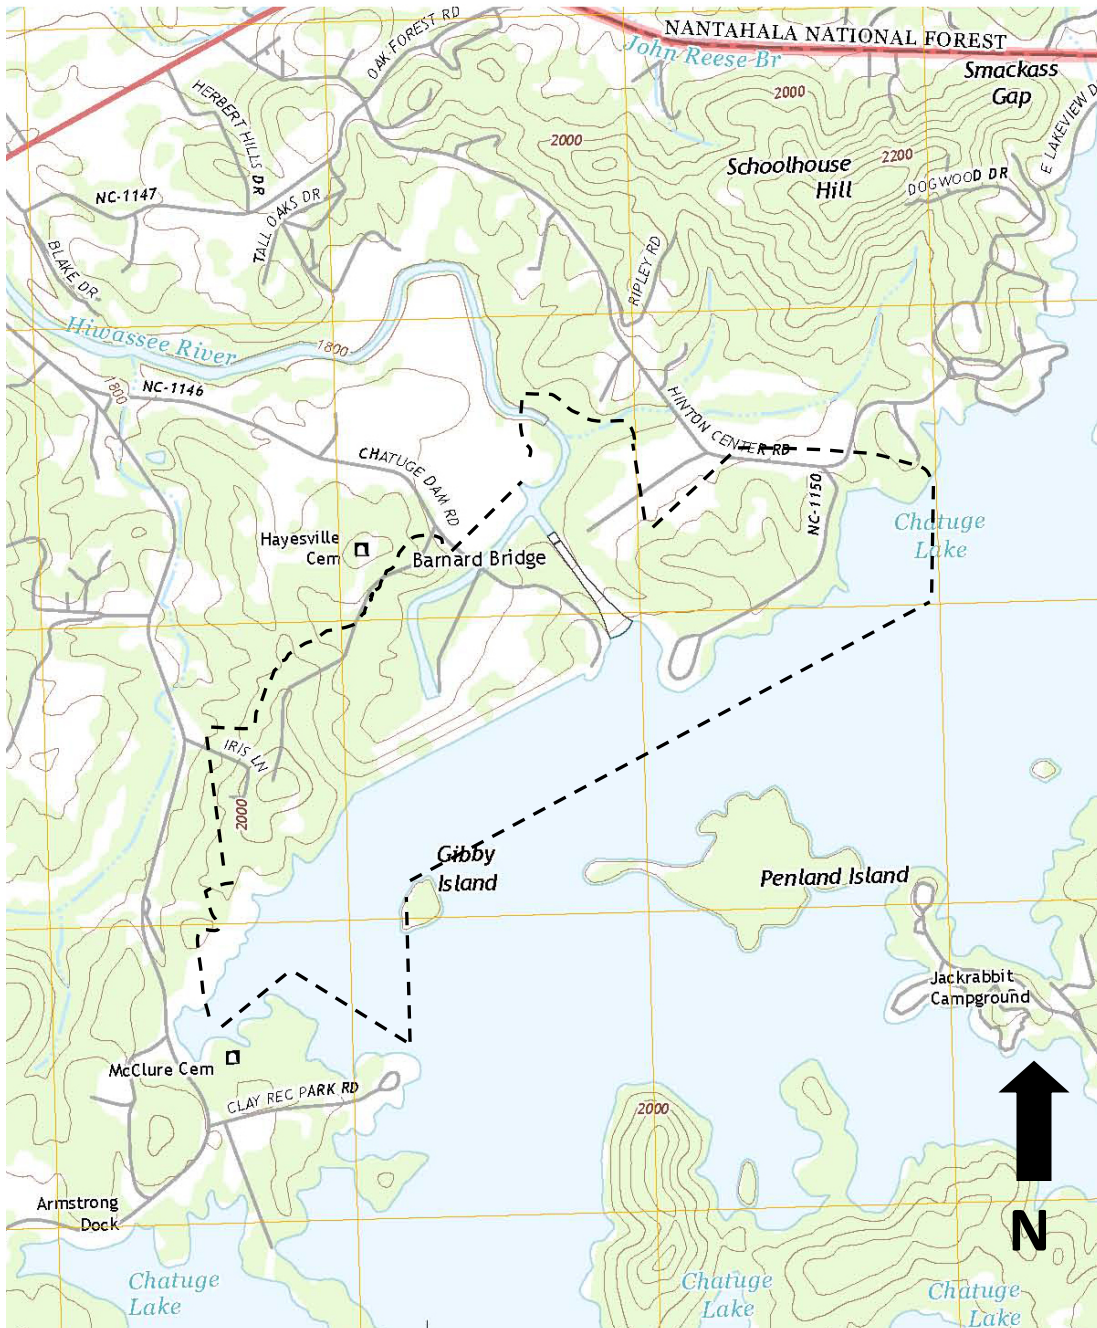 OAK FOREST RD
NANTAHALA NATIONAL FOREST
John Reese Br
Smackass
Gap
2000
2000
2200
HERBERT HILLS DR
Schoolhouse
Hill
E LAKEVIEW D
DOGWOOD DR
NC-1147
TALL OAKS DR
BLAKE DR
RIPLEY RD
Hiwassee River
1800
1800
NC-1146
HINTON CENTER RD
CHATUGE DAM RD
NC-1150
Chatuge
Lake
Hayesville
Cem
Barnard Bridge
IRIS LN
2000
Gibby
Island
Penland Island
Jackrabbit
Campground
McClure Cem
CLAY REC PARK RD
2000
Armstrong
Dock
N
Chatuge
Lake
Chatuge
Lake
Chatuge
Lake